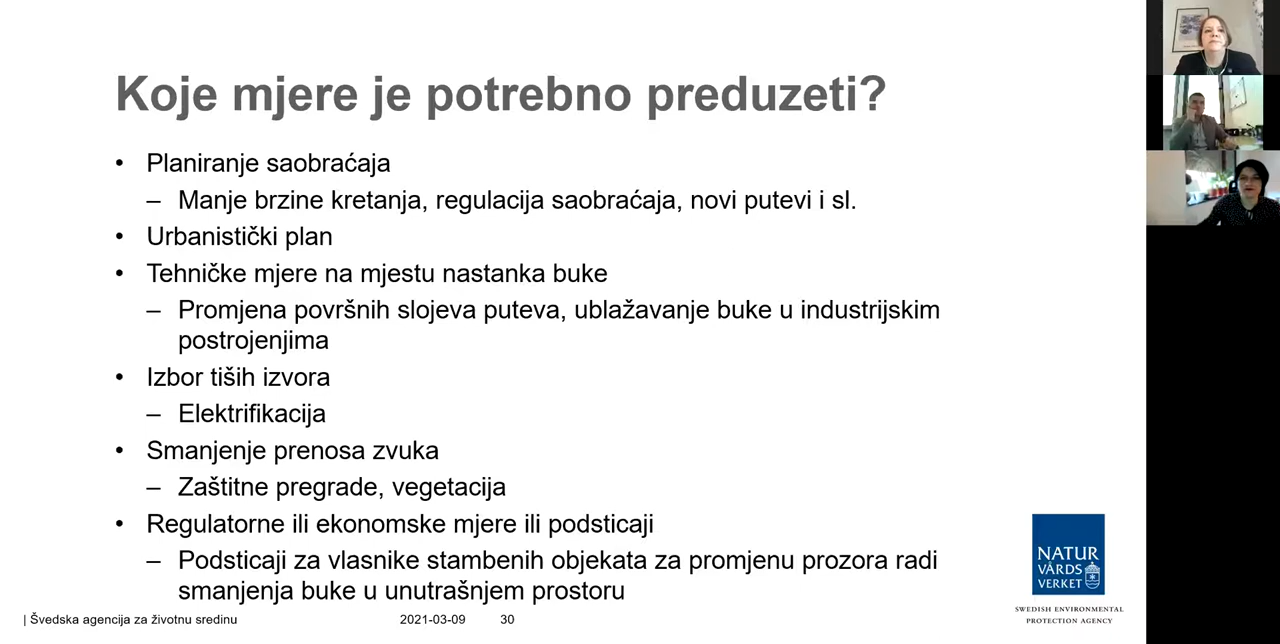 Koje mjere je potrebno preduzeti?
• Planiranje saobraćaja
– Manje brzine kretanja, regulacija saobraćaja, novi putevi i sl.
• Urbanistički plan
• Tehničke mjere na mjestu nastanka buke
– Promjena površnih slojeva puteva, ublažavanje buke u industrijskim
postrojenjima
• Izbor tiših izvora
– Elektrifikacija
• Smanjenje prenosa zvuka
– Zaštitne pregrade, vegetacija
• Regulatorne ili ekonomske mjere ili podsticaji
– Podsticaji za vlasnike stambenih objekata za promjenu prozora radi
smanjenja buke u unutrašnjem prostoru
| Švedska agencija za životnu sredinu 2021-03-09 30
NATUR
VÅRDS
VERKET
SWEDISH ENVIRONMENTAL
PROTECTION AGENCY